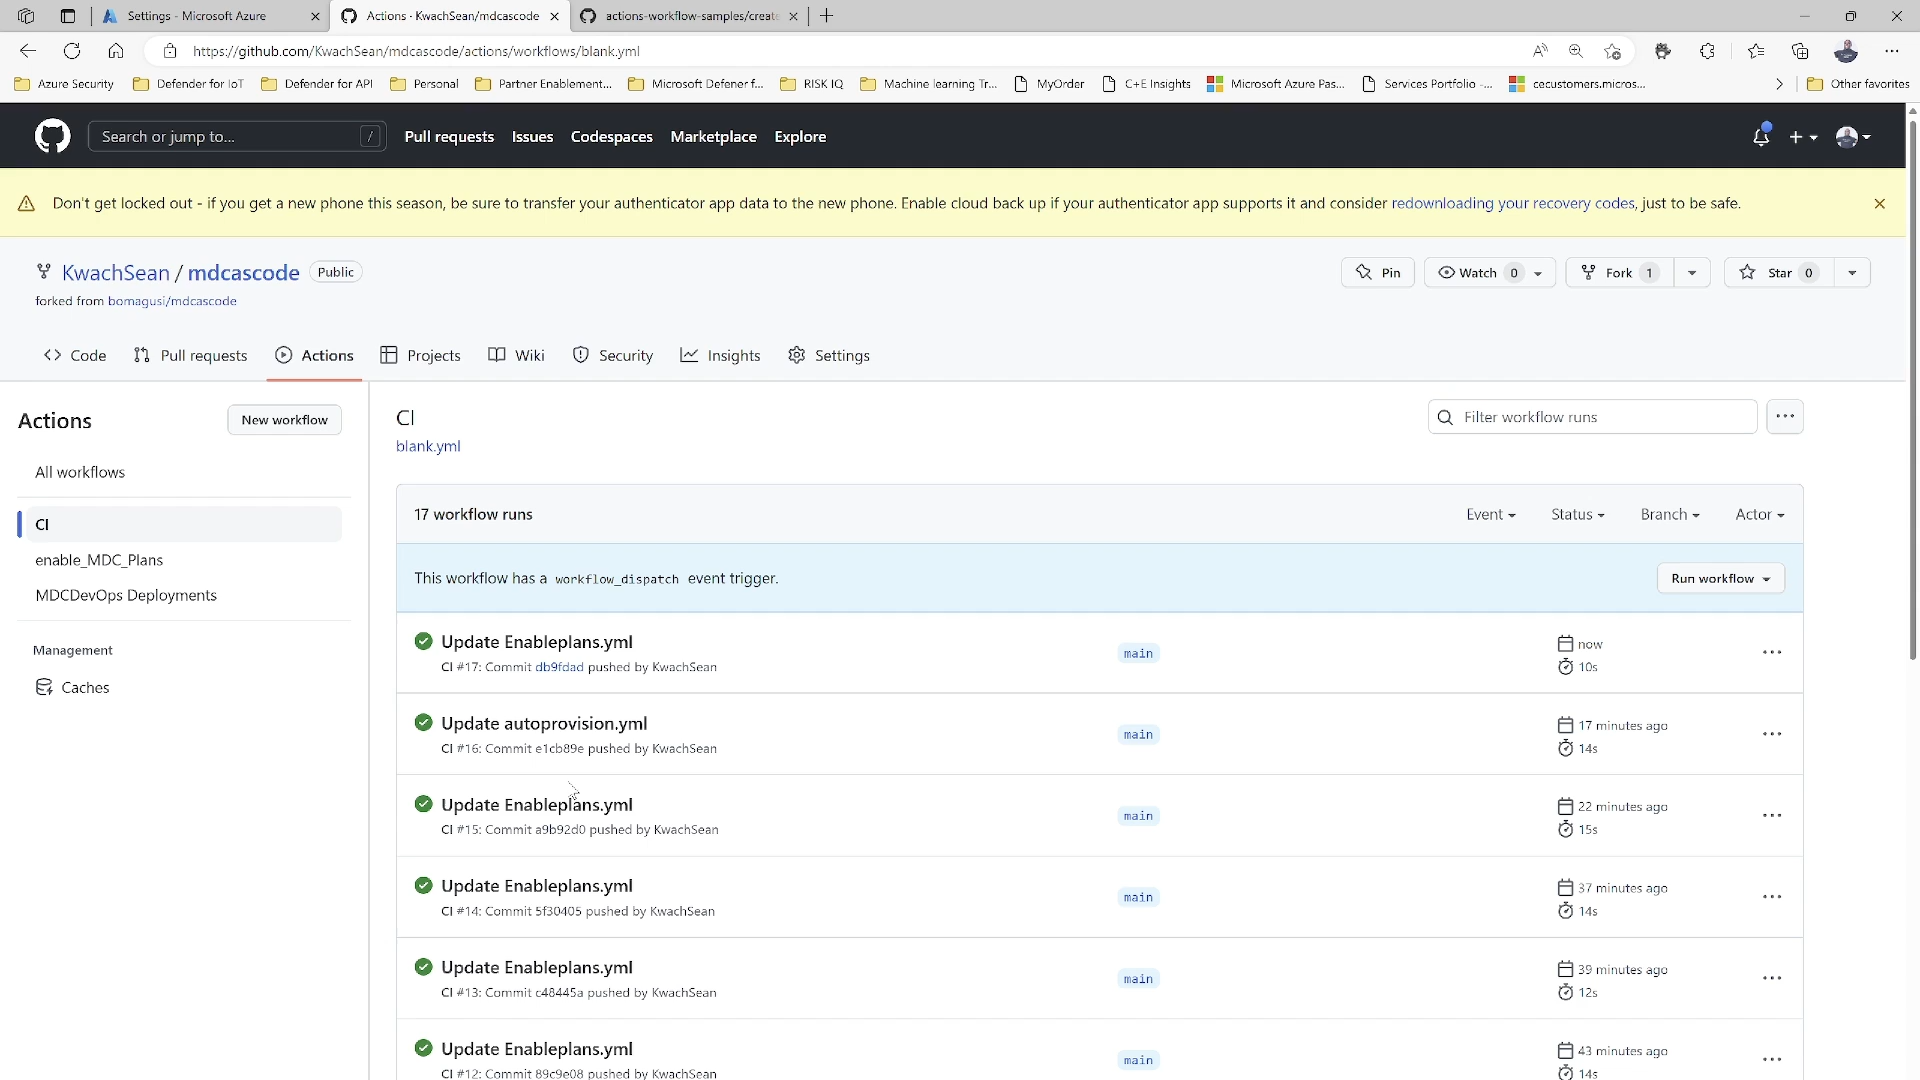 Settings - Microsoft Azure
Actions · KwachSean/mdcascode
actions-workflow-samples/create
https://github.com/KwachSean/mdcascode/actions/workflows/blank.yml
Azure Security
Defender for IoT
Defender for API
Personal
Partner Enablement...
Microsoft Defener f...
RISK IQ
Machine learning Tr...
MyOrder
C+E Insights
Microsoft Azure Pas...
Services Portfolio -...
cecustomers.micros...
Other favorites
Search or jump to...
/
Pull requests
Issues
Codespaces
Marketplace
Explore
Don't get locked out - if you get a new phone this season, be sure to transfer your authenticator app data to the new phone. Enable cloud back up if your authenticator app supports it and consider redownloading your recovery codes, just to be safe.
KwachSean / mdcascode Public
Pin
Watch 0
Fork 1
Star 0
forked from bomagusi/mdcascode
Code
Pull requests
Actions
Projects
Wiki
Security
Insights
Settings
Actions
New workflow
All workflows
CI
enable_MDC_Plans
MDCDevOps Deployments
Management
Caches
CI
blank.yml
Filter workflow runs
17 workflow runs
Event
Status
Branch
Actor
This workflow has a workflow_dispatch event trigger.
Run workflow
Update Enableplans.yml
CI #17: Commit db9fdad pushed by KwachSean
main
now
10s
Update autoprovision.yml
CI #16: Commit e1cb89e pushed by KwachSean
main
17 minutes ago
14s
Update Enableplans.yml
CI #15: Commit a9b92d0 pushed by KwachSean
main
22 minutes ago
15s
Update Enableplans.yml
CI #14: Commit 5f30405 pushed by KwachSean
main
37 minutes ago
14s
Update Enableplans.yml
CI #13: Commit c48445a pushed by KwachSean
main
39 minutes ago
12s
Update Enableplans.yml
CI #12: Commit 89c9e08 pushed by KwachSean
main
43 minutes ago
14s